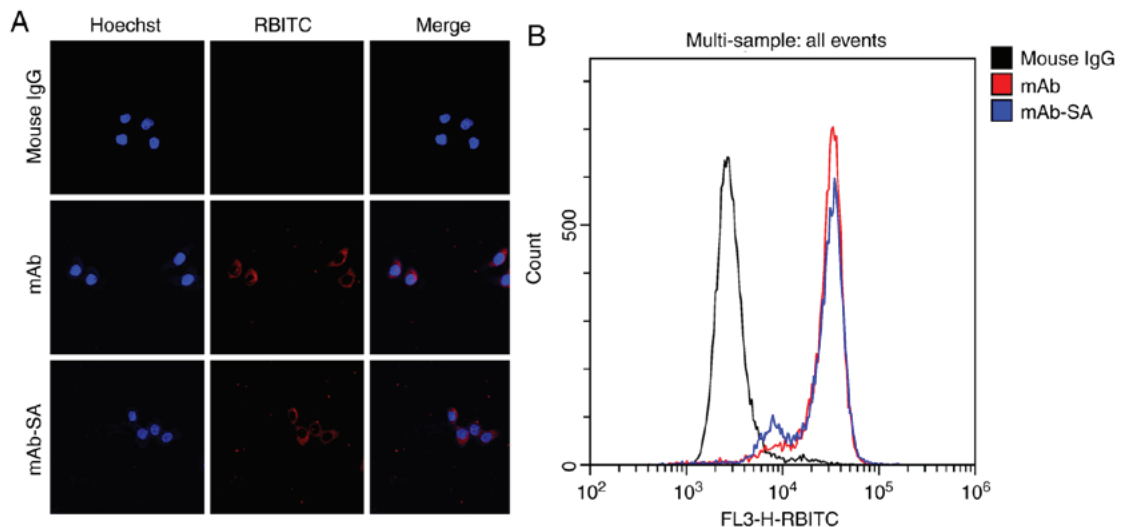 A
Hoechst
RBITC
Merge
Mouse IgG
mAb
mAb-SA
B
Multi-sample: all events
Mouse IgG
mAb
mAb-SA
Count
500
0
10²
10³
10⁴
10⁵
10⁶
FL3-H-RBITC